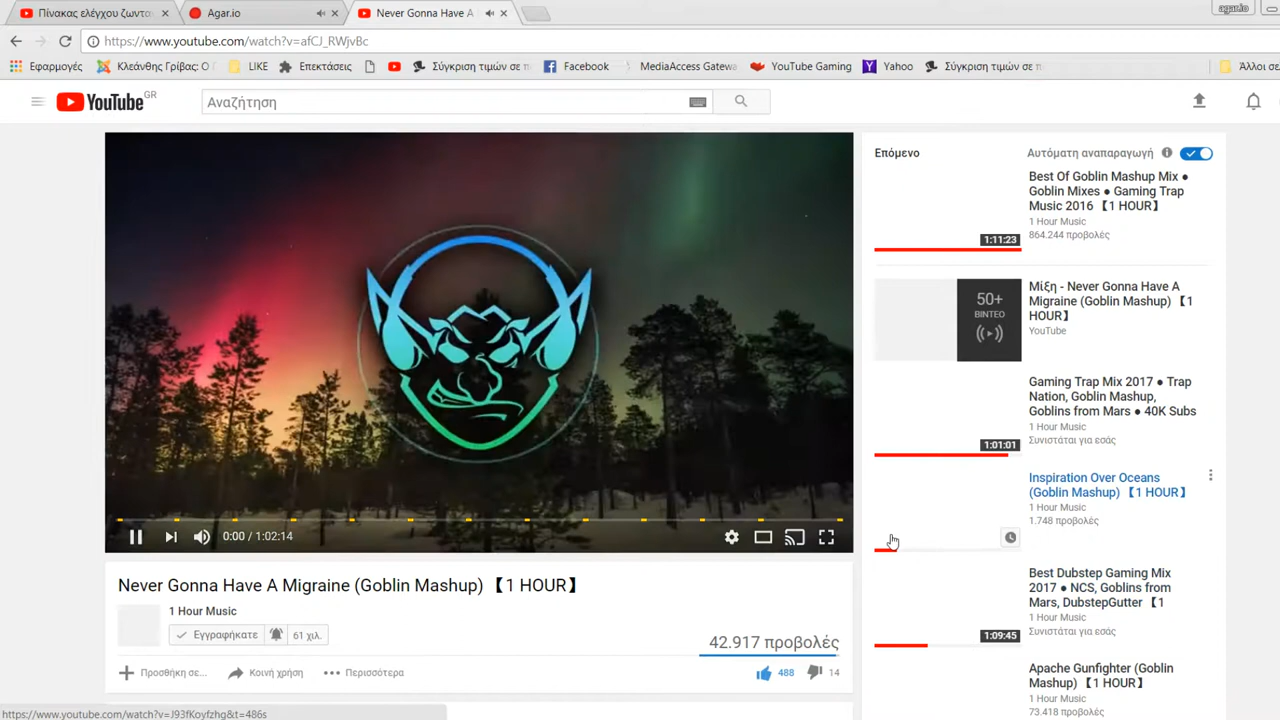 Πίνακας ελέγχου ζωντα
Agar.io
Never Gonna Have A
agar.io
https://www.youtube.com/watch?v=afCJ_RWjvBc
Εφαρμογές
Κλεάνθης Γρίβας: Ο Γ
LIKE
Επεκτάσεις
Σύγκριση τιμών σε π
Facebook
MediaAccess Gatewa
YouTube Gaming
Yahoo
Σύγκριση τιμών σε π
Άλλοι σε
YouTube GR
Αναζήτηση
Επόμενο
Αυτόματη αναπαραγωγή
Best Of Goblin Mashup Mix ●
Goblin Mixes ● Gaming Trap
Music 2016 【1 HOUR】
1 Hour Music
864.244 προβολές
1:11:23
50+
ΒΙΝΤΕΟ
Μίξη - Never Gonna Have A
Migraine (Goblin Mashup) 【1
HOUR】
YouTube
Gaming Trap Mix 2017 ● Trap
Nation, Goblin Mashup,
Goblins from Mars ● 40K Subs
1 Hour Music
Συνιστάται για εσάς
1:01:01
Inspiration Over Oceans
(Goblin Mashup) 【1 HOUR】
1 Hour Music
1.748 προβολές
Best Dubstep Gaming Mix
2017 ● NCS, Goblins from
Mars, DubstepGutter 【1
1 Hour Music
Συνιστάται για εσάς
1:09:45
Apache Gunfighter (Goblin
Mashup) 【1 HOUR】
1 Hour Music
73.418 προβολές
0:00 / 1:02:14
Never Gonna Have A Migraine (Goblin Mashup) 【1 HOUR】
1 Hour Music
Εγγραφήκατε
61 χιλ.
42.917 προβολές
Προσθήκη σε...
Κοινή χρήση
Περισσότερα
488
14
https://www.youtube.com/watch?v=J93fKoyfzhg&t=486s